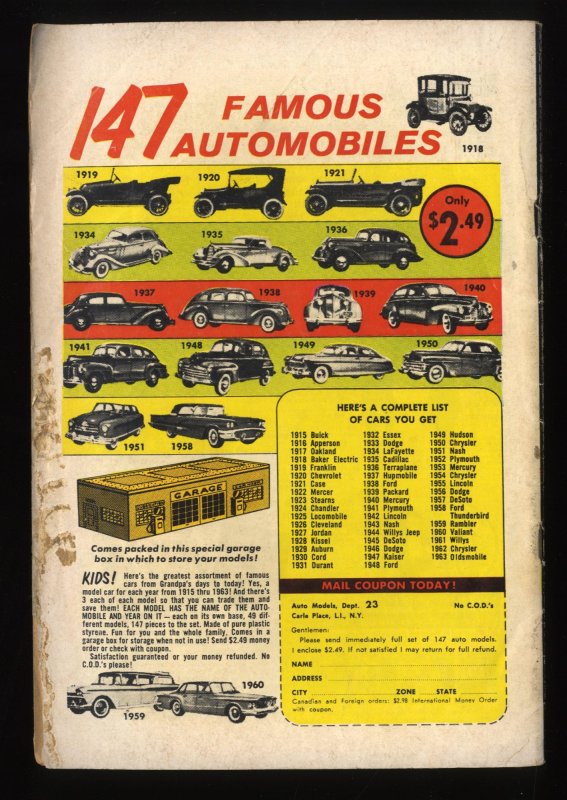 147 FAMOUS
AUTOMOBILES
1918
1919
1920
1921
Only
$2.49
1934
1935
1936
1937
1938
1939
1940
1941
1948
1949
1950
1951
1958
GARAGE
Comes packed in this special garage
box in which to store your models!
KIDS! Here's the greatest assortment of famous
cars from Grandpa's days to today! Yes, a
model car for each year from 1915 thru 1963! And there's
3 each of each model so that you can trade them and
save them! EACH MODEL HAS THE NAME OF THE AUTO-
MOBILE AND YEAR ON IT — each on its own base, 49 dif-
ferent models, 147 pieces to the set. Made of pure plastic
styrene. Fun for you and the whole family. Comes in a
garage box for storage when not in use! Send $2.49 money
order or check with coupon.
Satisfaction guaranteed or your money refunded. No
C.O.D.'s please!
1959
1960
HERE'S A COMPLETE LIST
OF CARS YOU GET
1915 Buick
1916 Apperson
1917 Oakland
1918 Baker Electric
1919 Franklin
1920 Chevrolet
1921 Case
1922 Mercer
1923 Stearns
1924 Chandler
1925 Locomobile
1926 Cleveland
1927 Jordan
1928 Kissel
1929 Auburn
1930 Cord
1931 Durant
1932 Essex
1933 Dodge
1934 LaFayette
1935 Cadillac
1936 Terraplane
1937 Hupmobile
1938 Ford
1939 Packard
1940 Mercury
1941 Plymouth
1942 Lincoln
1943 Nash
1944 Willys Jeep
1945 DeSoto
1946 Dodge
1947 Kaiser
1948 Ford
1949 Hudson
1950 Chrysler
1951 Nash
1952 Plymouth
1953 Mercury
1954 Chrysler
1955 Lincoln
1956 Dodge
1957 DeSoto
1958 Ford
Thunderbird
1959 Rambler
1960 Valiant
1961 Willys
1962 Chrysler
1963 Oldsmobile
MAIL COUPON TODAY!
Auto Models, Dept. 23 No C.O.D.'s
Carle Place, L.I., N.Y.
Gentlemen:
Please send immediately full set of 147 auto models.
I enclose $2.49. If not satisfied I may return for full refund.
NAME
ADDRESS
CITY ZONE STATE
Canadian and Foreign orders: $2.98 International Money Order
with coupon.